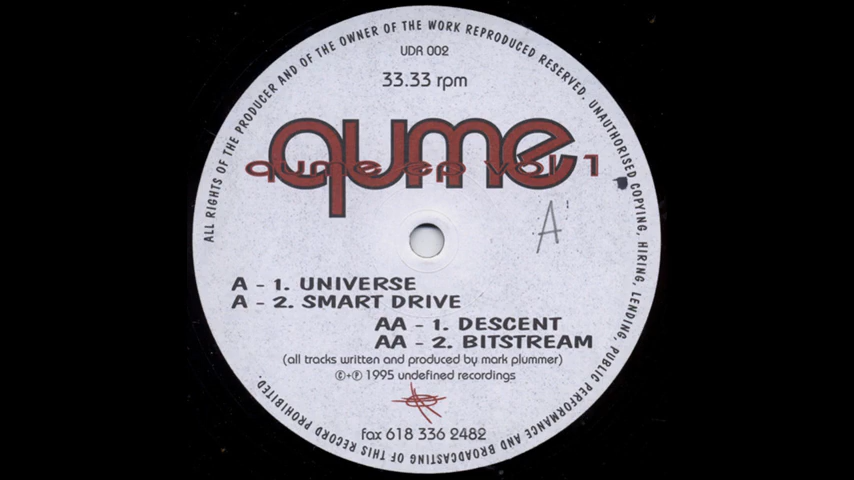 ALL RIGHTS OF THE PRODUCER AND OF THE OWNER OF THE WORK REPRODUCED RESERVED. UNAUTHORISED COPYING, HIRING, LENDING, PUBLIC PERFORMANCE AND BROADCASTING OF THIS RECORD PROHIBITED.
UDR 002
33.33 rpm
qume
qume ep vol 1
A
A - 1. UNIVERSE
A - 2. SMART DRIVE
AA - 1. DESCENT
AA - 2. BITSTREAM
(all tracks written and produced by mark plummer)
©+℗ 1995 undefined recordings
fax 618 336 2482